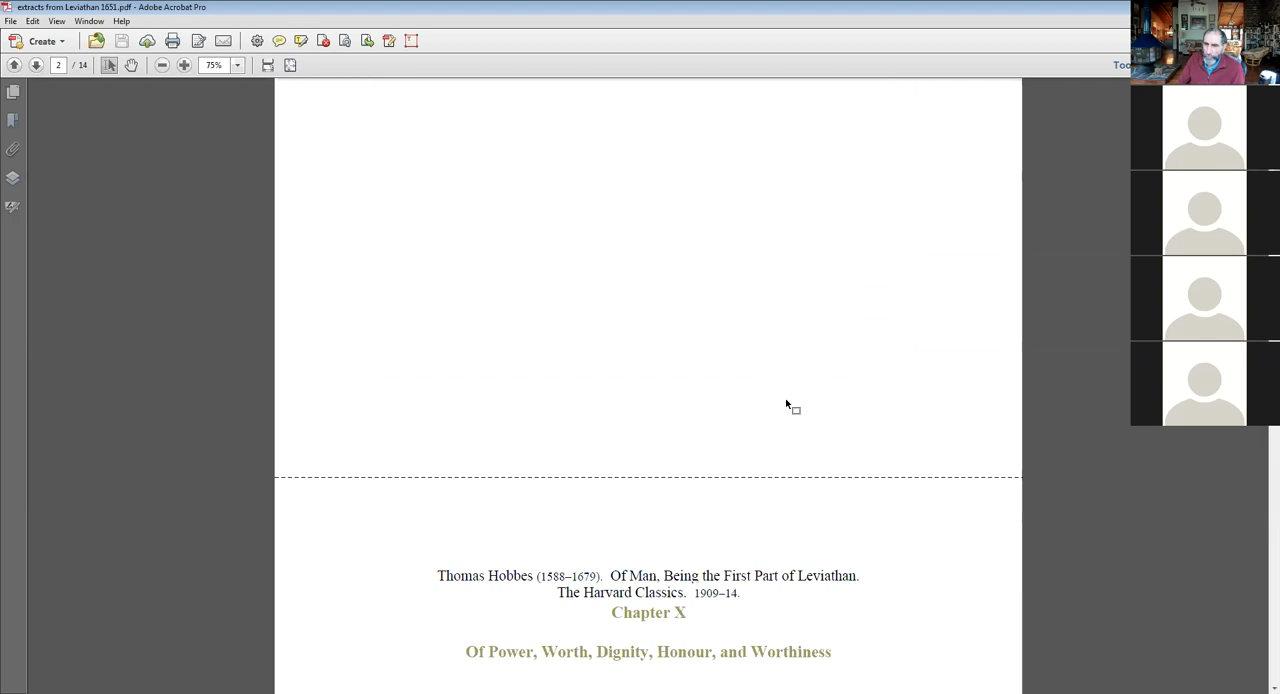 extracts from Leviathan 1651.pdf - Adobe Acrobat Pro
File Edit View Window Help
Create
2 / 14 75% Too
Thomas Hobbes (1588–1679). Of Man, Being the First Part of Leviathan.
The Harvard Classics. 1909–14.
Chapter X
Of Power, Worth, Dignity, Honour, and Worthiness